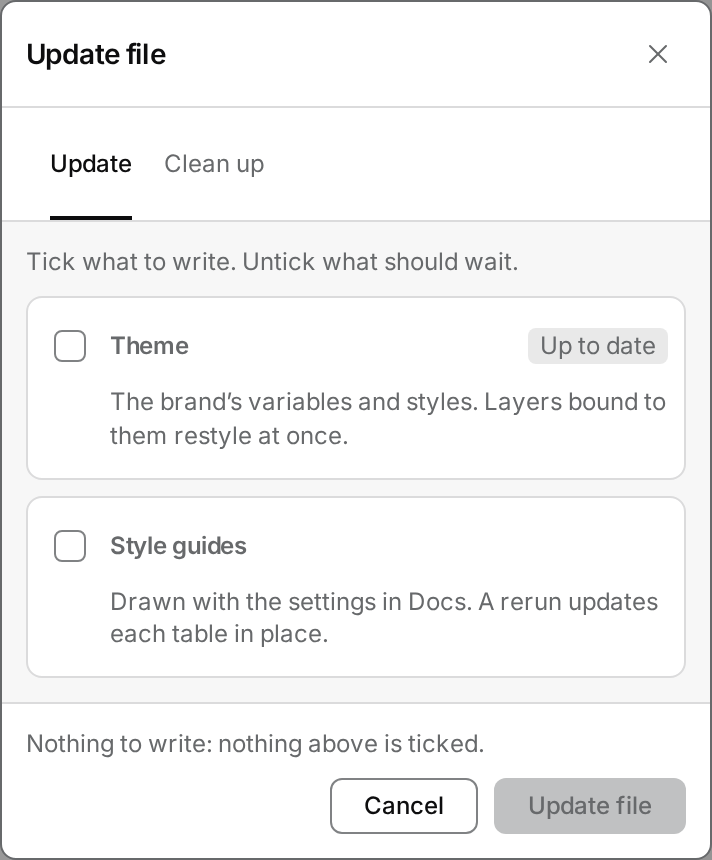 Update file
Update
Clean up
Tick what to write. Untick what should wait.
Theme
Up to date
The brand’s variables and styles. Layers bound to
them restyle at once.
Style guides
Drawn with the settings in Docs. A rerun updates
each table in place.
Nothing to write: nothing above is ticked.
Cancel
Update file